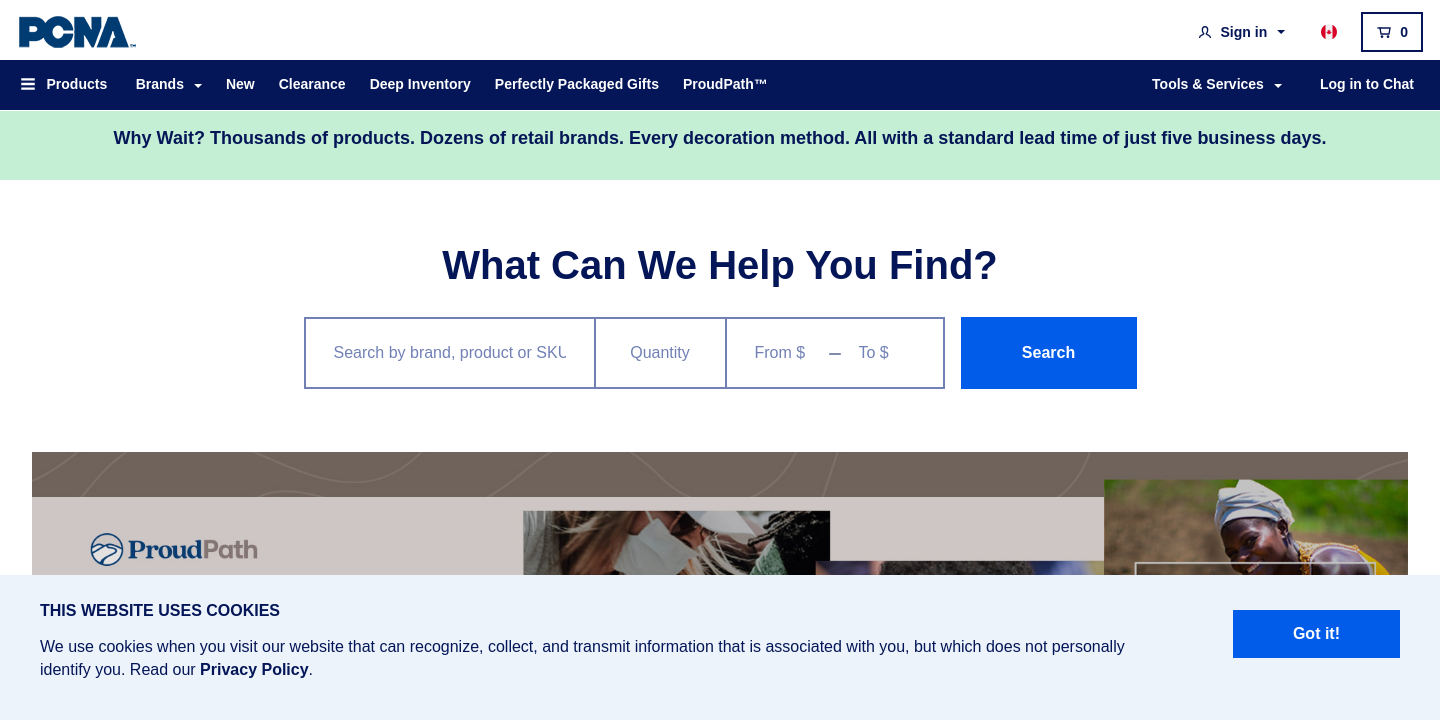 PCNA™
Sign in
0
Products Brands New Clearance Deep Inventory Perfectly Packaged Gifts ProudPath™ Tools & Services Log in to Chat
Why Wait? Thousands of products. Dozens of retail brands. Every decoration method. All with a standard lead time of just five business days.
What Can We Help You Find?
Search by brand, product or SKU Quantity From $ — To $ Search
ProudPath
THIS WEBSITE USES COOKIES
We use cookies when you visit our website that can recognize, collect, and transmit information that is associated with you, but which does not personally
identify you. Read our Privacy Policy.
Got it!